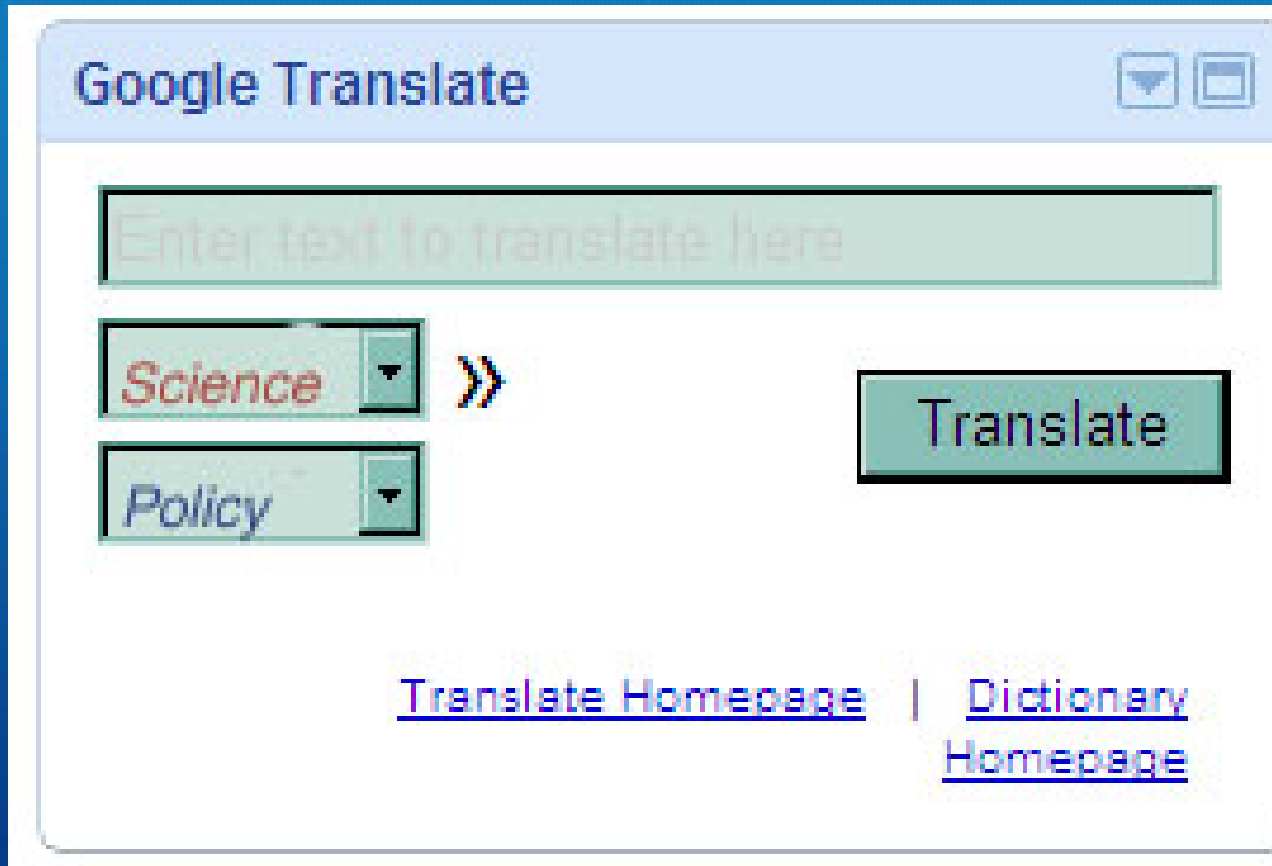 Google Translate
Enter text to translate here
Science »
Translate
Policy
Translate Homepage | Dictionary
Homepage